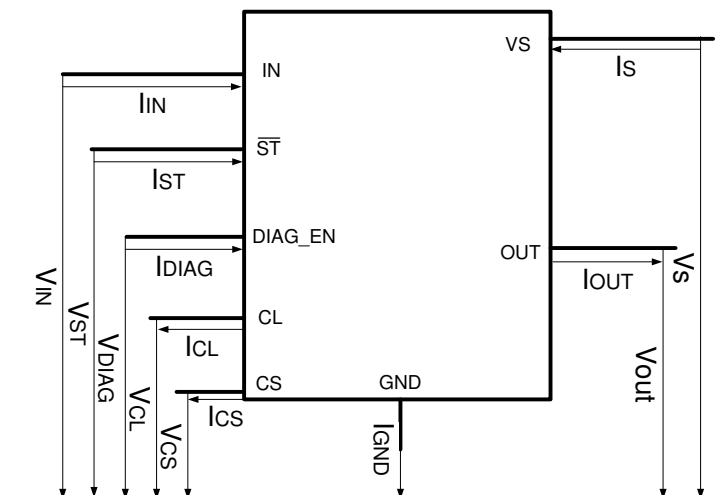 VS
IS
IN
IIN
S̅T̅
IST
DIAG_EN
IDIAG
OUT
IOUT
CL
ICL
CS
ICS
GND
IGND
VIN
VST
VDIAG
VCL
VCS
Vout
Vs